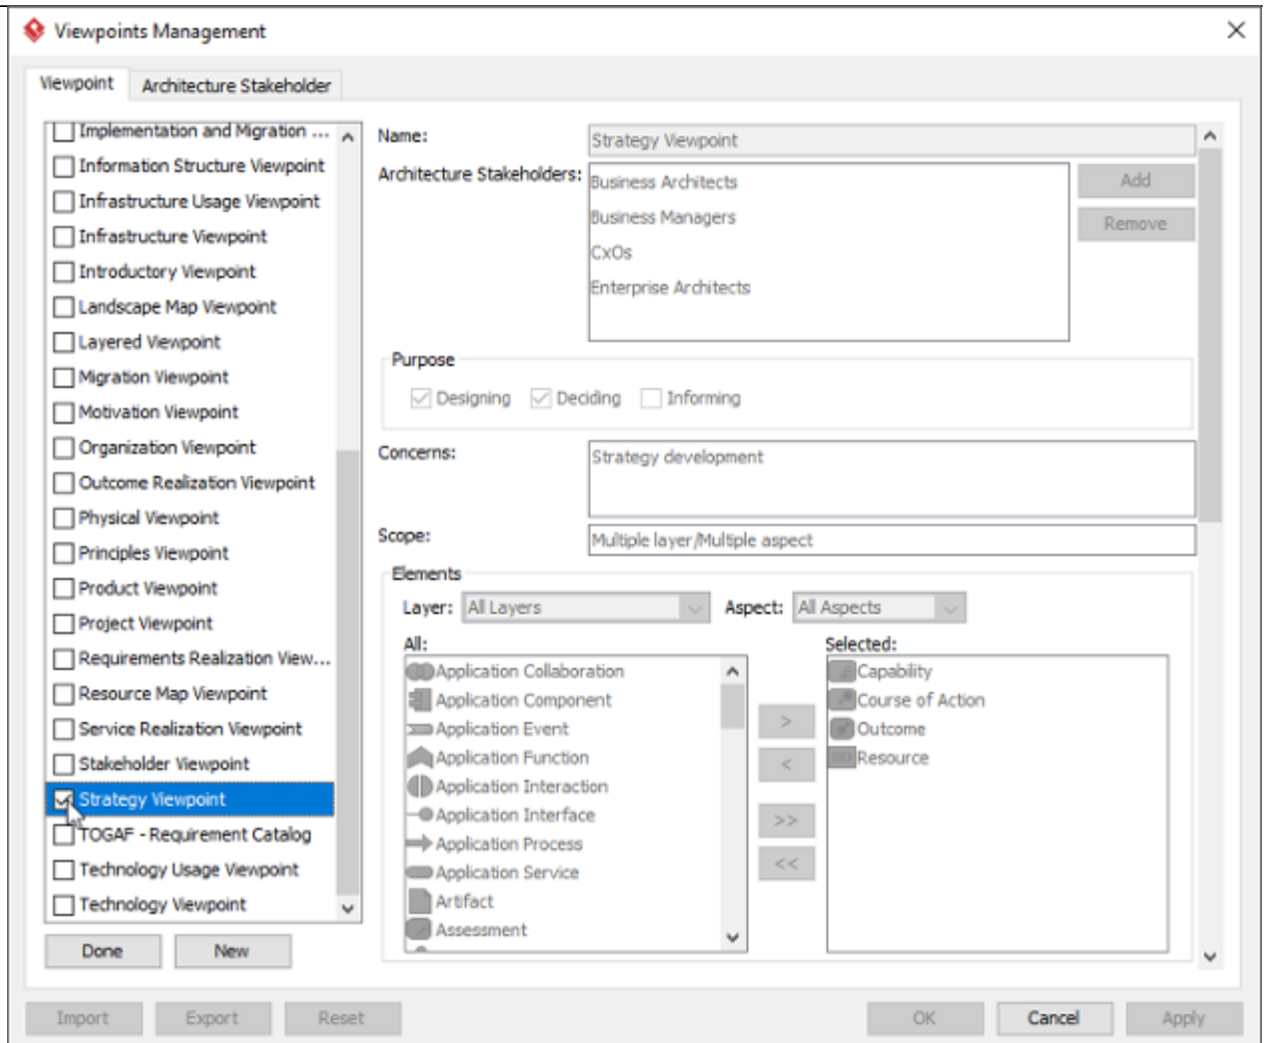 Viewpoints Management
Viewpoint
Architecture Stakeholder
Implementation and Migration ...
Information Structure Viewpoint
Infrastructure Usage Viewpoint
Infrastructure Viewpoint
Introductory Viewpoint
Landscape Map Viewpoint
Layered Viewpoint
Migration Viewpoint
Motivation Viewpoint
Organization Viewpoint
Outcome Realization Viewpoint
Physical Viewpoint
Principles Viewpoint
Product Viewpoint
Project Viewpoint
Requirements Realization View...
Resource Map Viewpoint
Service Realization Viewpoint
Stakeholder Viewpoint
Strategy Viewpoint
TOGAF - Requirement Catalog
Technology Usage Viewpoint
Technology Viewpoint
Done
New
Name:
Strategy Viewpoint
Architecture Stakeholders:
Business Architects
Business Managers
CxOs
Enterprise Architects
Add
Remove
Purpose
Designing
Deciding
Informing
Concerns:
Strategy development
Scope:
Multiple layer/Multiple aspect
Elements
Layer:
All Layers
Aspect:
All Aspects
All:
Application Collaboration
Application Component
Application Event
Application Function
Application Interaction
Application Interface
Application Process
Application Service
Artifact
Assessment
>
<
>>
<<
Selected:
Capability
Course of Action
Outcome
Resource
Import
Export
Reset
OK
Cancel
Apply